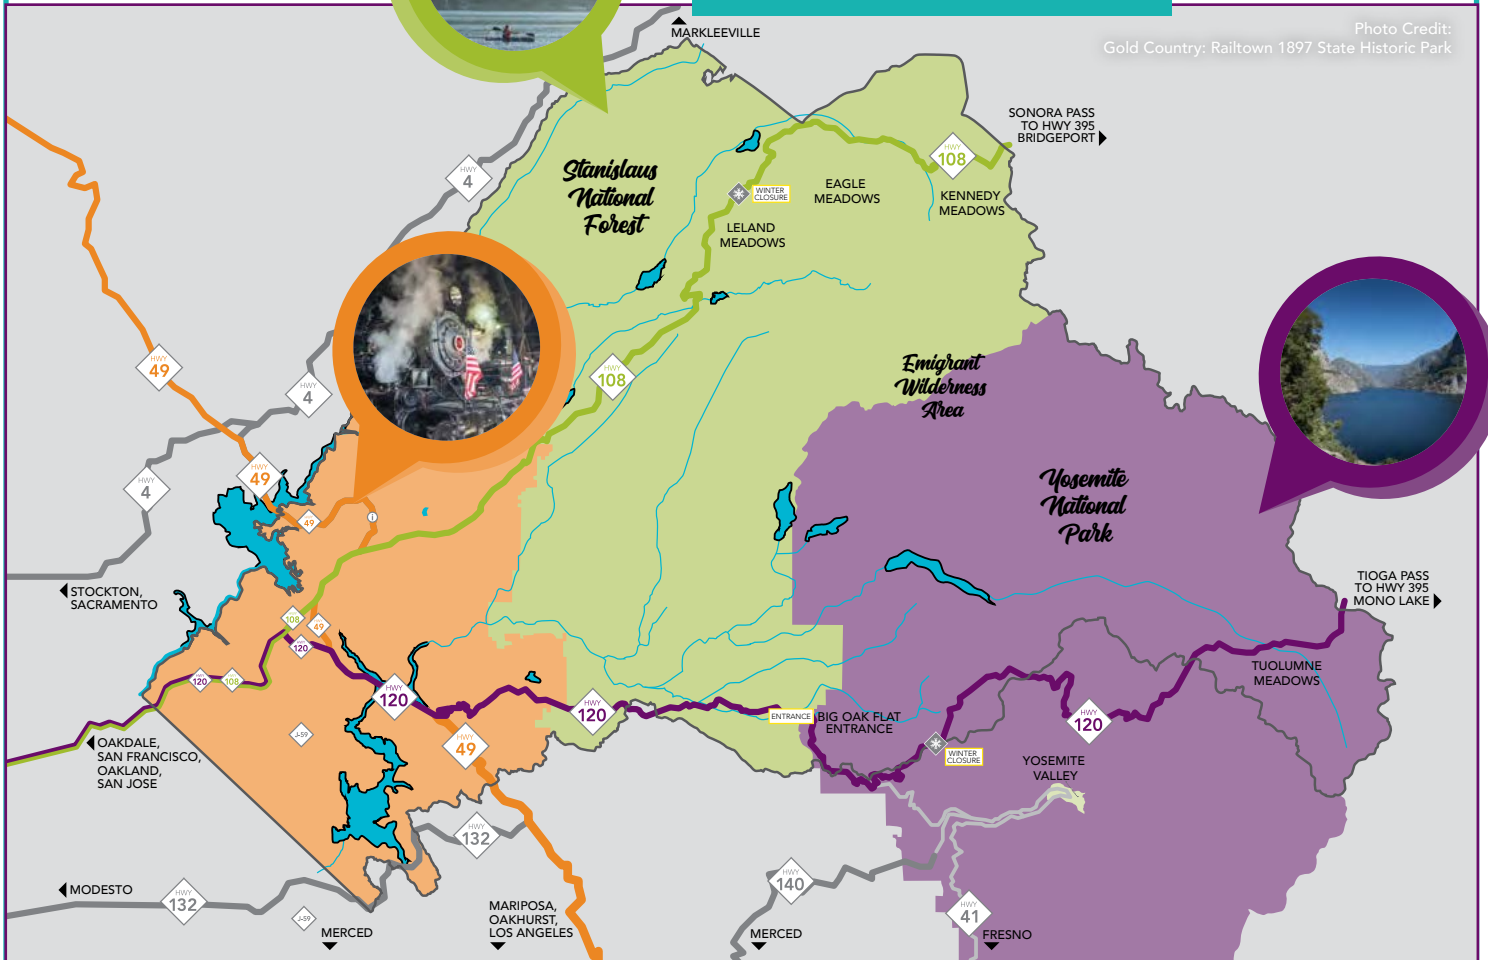 Photo Credit:
Gold Country: Railtown 1897 State Historic Park
MARKLEEVILLE
SONORA PASS
TO HWY 395
BRIDGEPORT
HWY
108
HWY
4
Stanislaus
National
Forest
WINTER
CLOSURE
EAGLE
MEADOWS
KENNEDY
MEADOWS
LELAND
MEADOWS
HWY
49
HWY
4
HWY
108
Emigrant
Wilderness
Area
HWY
49
HWY
4
Yosemite
National
Park
49
i
STOCKTON,
SACRAMENTO
TIOGA PASS
TO HWY 395
MONO LAKE
108
49
120
120
108
TUOLUMNE
MEADOWS
HWY
120
HWY
120
ENTRANCE
BIG OAK FLAT
ENTRANCE
HWY
120
J-59
HWY
49
OAKDALE,
SAN FRANCISCO,
OAKLAND,
SAN JOSE
WINTER
CLOSURE
YOSEMITE
VALLEY
HWY
132
MODESTO
HWY
132
HWY
140
J-59
MERCED
MARIPOSA,
OAKHURST,
LOS ANGELES
MERCED
HWY
41
FRESNO